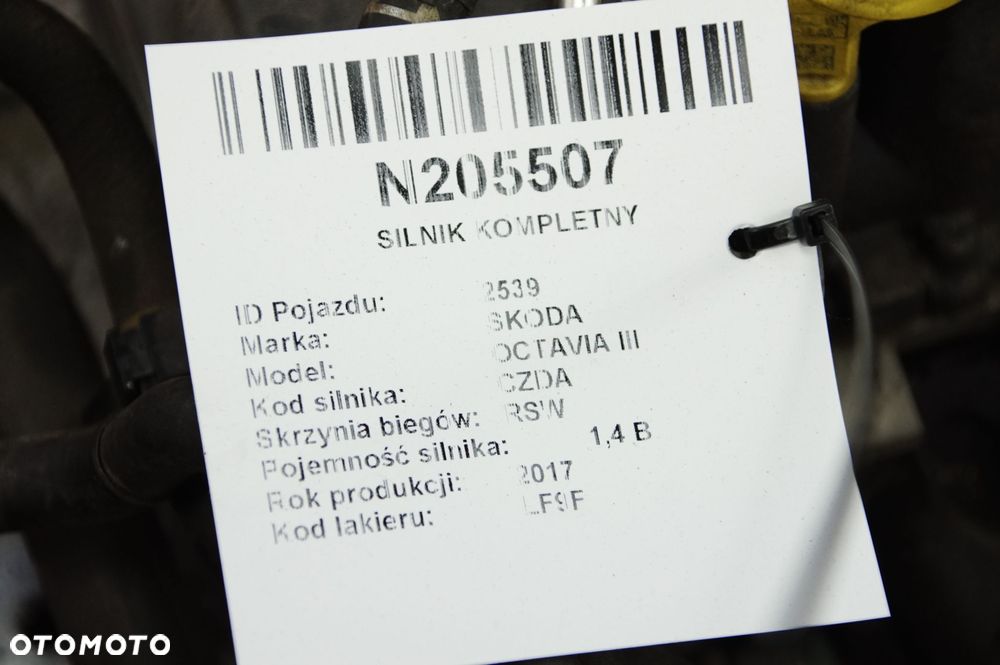 N205507
SILNIK KOMPLETNY
ID Pojazdu: 2539
Marka: SKODA
Model: OCTAVIA III
Kod silnika: CZDA
Skrzynia biegów: RSW
Pojemność silnika: 1,4 B
Rok produkcji: 2017
Kod lakieru: LF9F
OTOMOTO